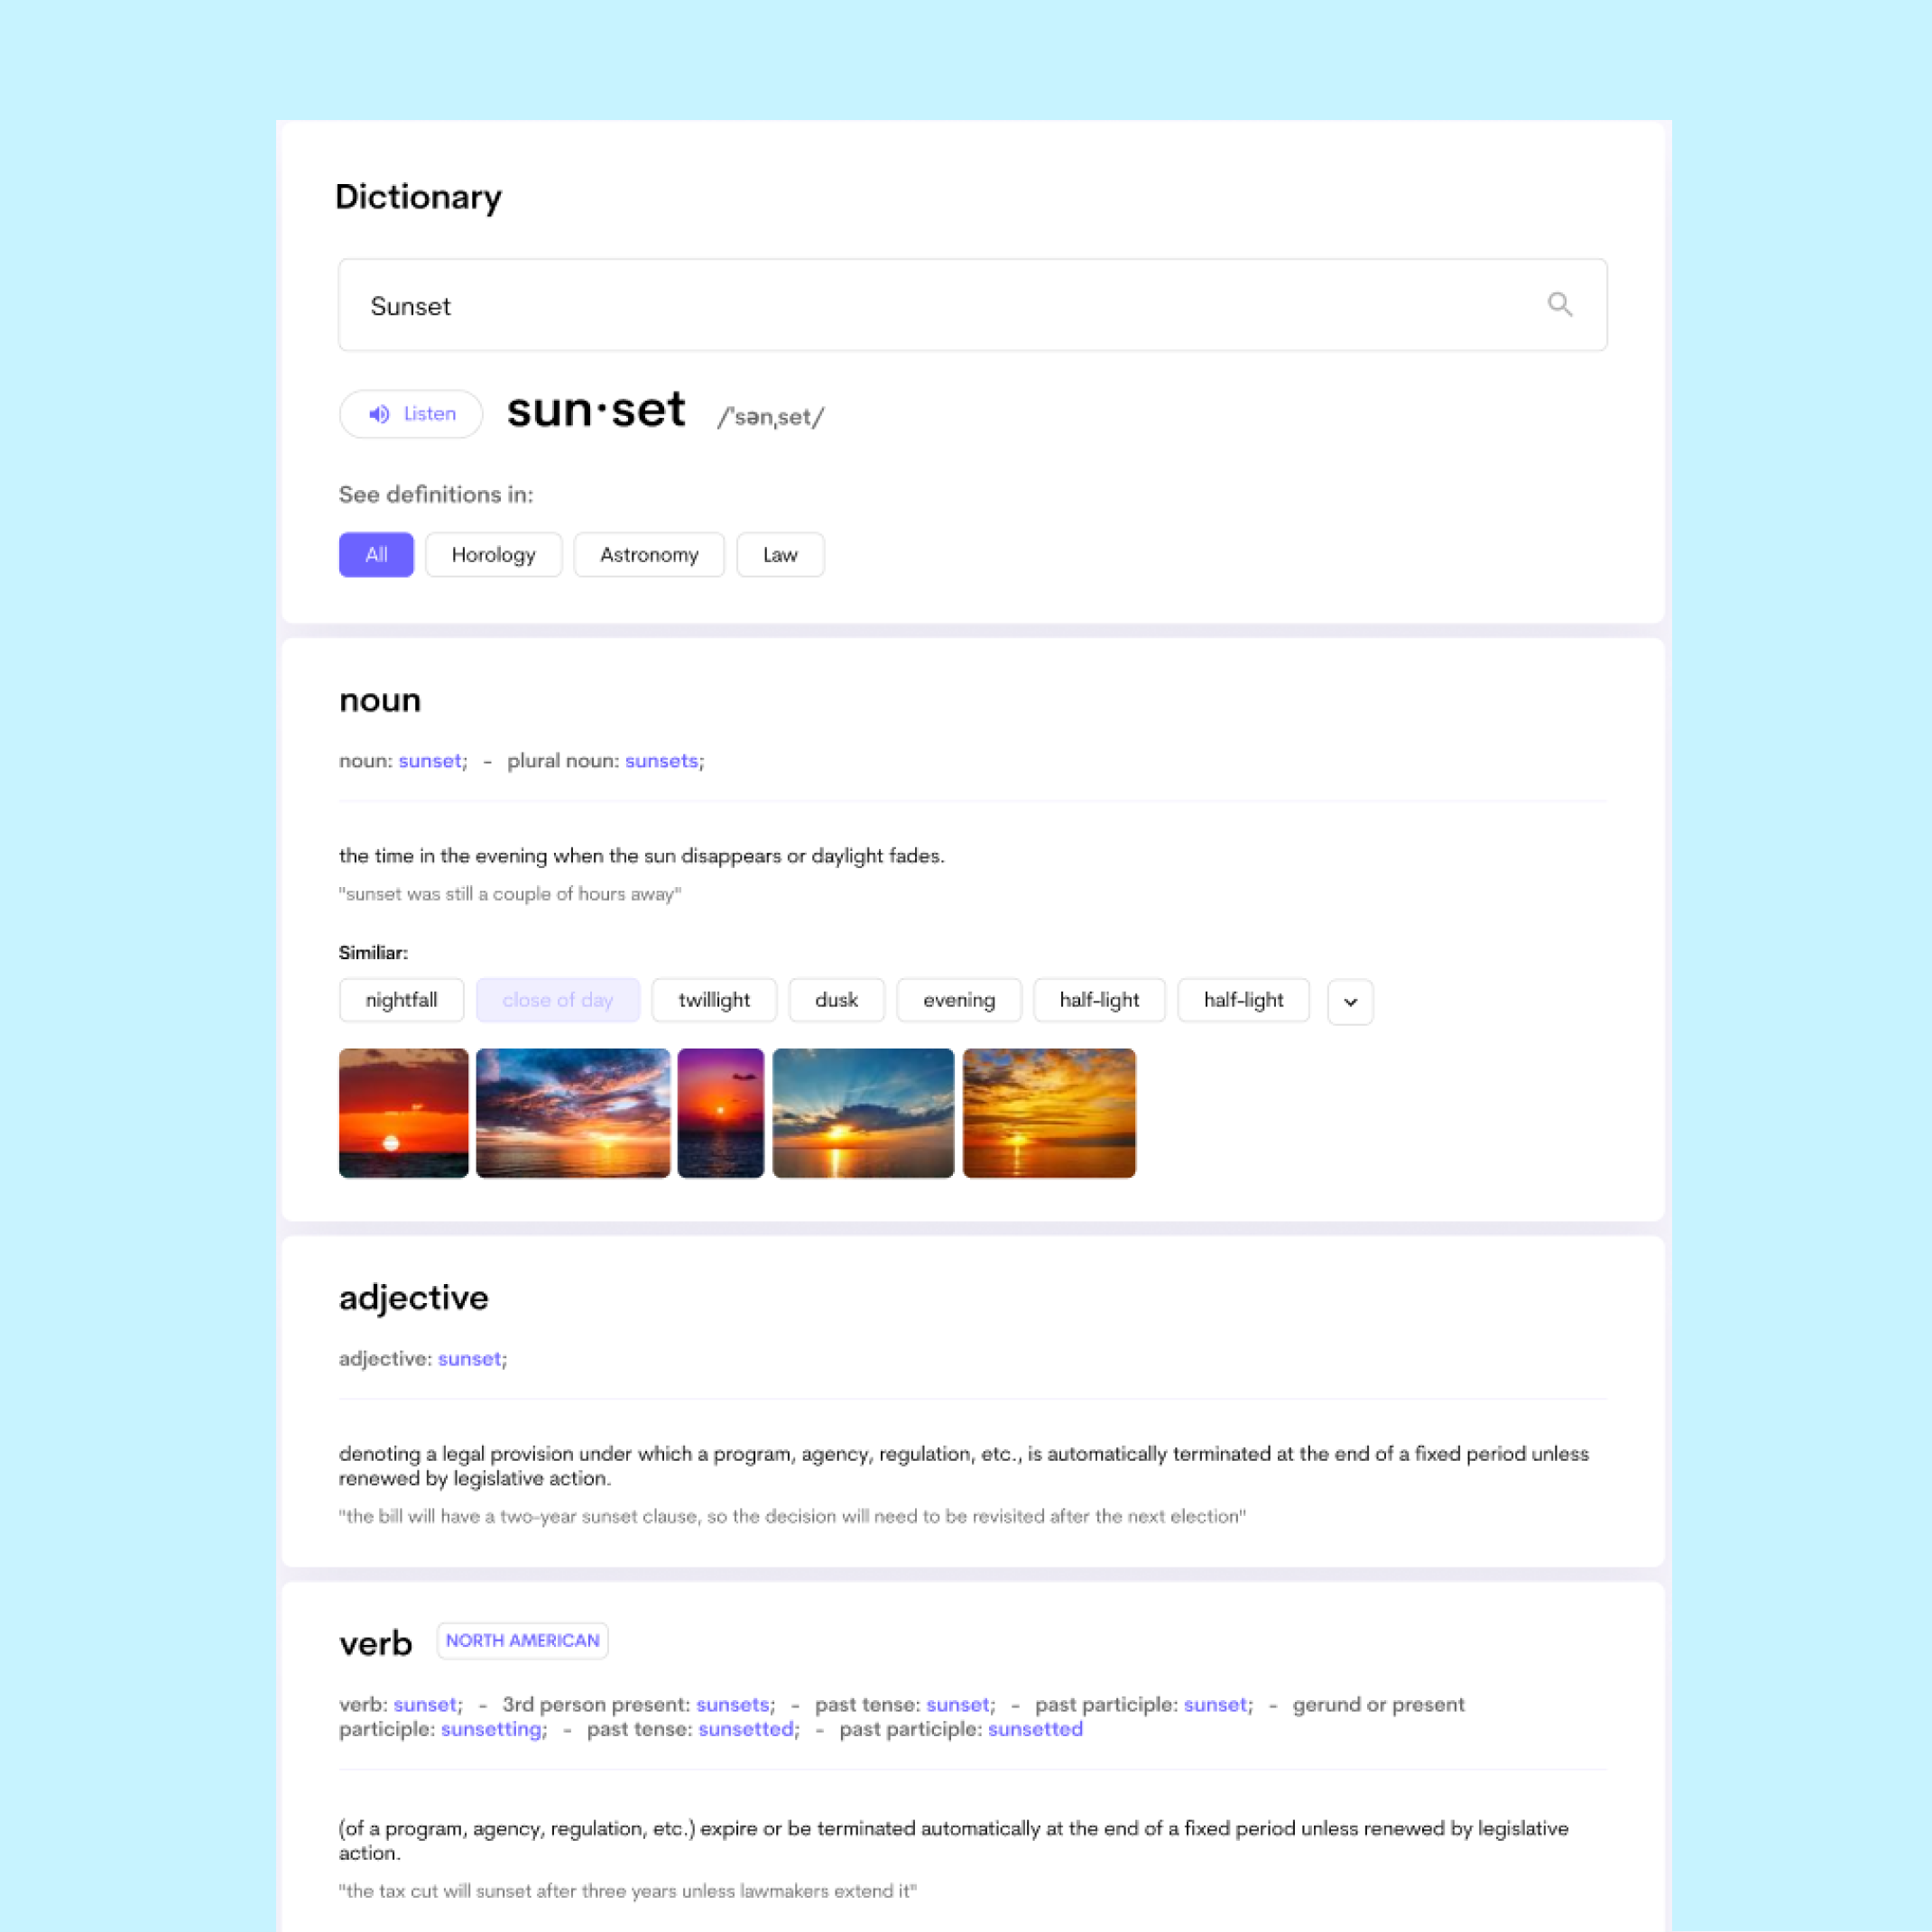 Dictionary
Sunset
Listen sun·set /ˈsənˌset/
See definitions in:
All Horology Astronomy Law
noun
noun: sunset; - plural noun: sunsets;
the time in the evening when the sun disappears or daylight fades.
"sunset was still a couple of hours away"
Similiar:
nightfall close of day twillight dusk evening half-light half-light
adjective
adjective: sunset;
denoting a legal provision under which a program, agency, regulation, etc., is automatically terminated at the end of a fixed period unless
renewed by legislative action.
"the bill will have a two-year sunset clause, so the decision will need to be revisited after the next election"
verb NORTH AMERICAN
verb: sunset; - 3rd person present: sunsets; - past tense: sunset; - past participle: sunset; - gerund or present
participle: sunsetting; - past tense: sunsetted; - past participle: sunsetted
(of a program, agency, regulation, etc.) expire or be terminated automatically at the end of a fixed period unless renewed by legislative
action.
"the tax cut will sunset after three years unless lawmakers extend it"